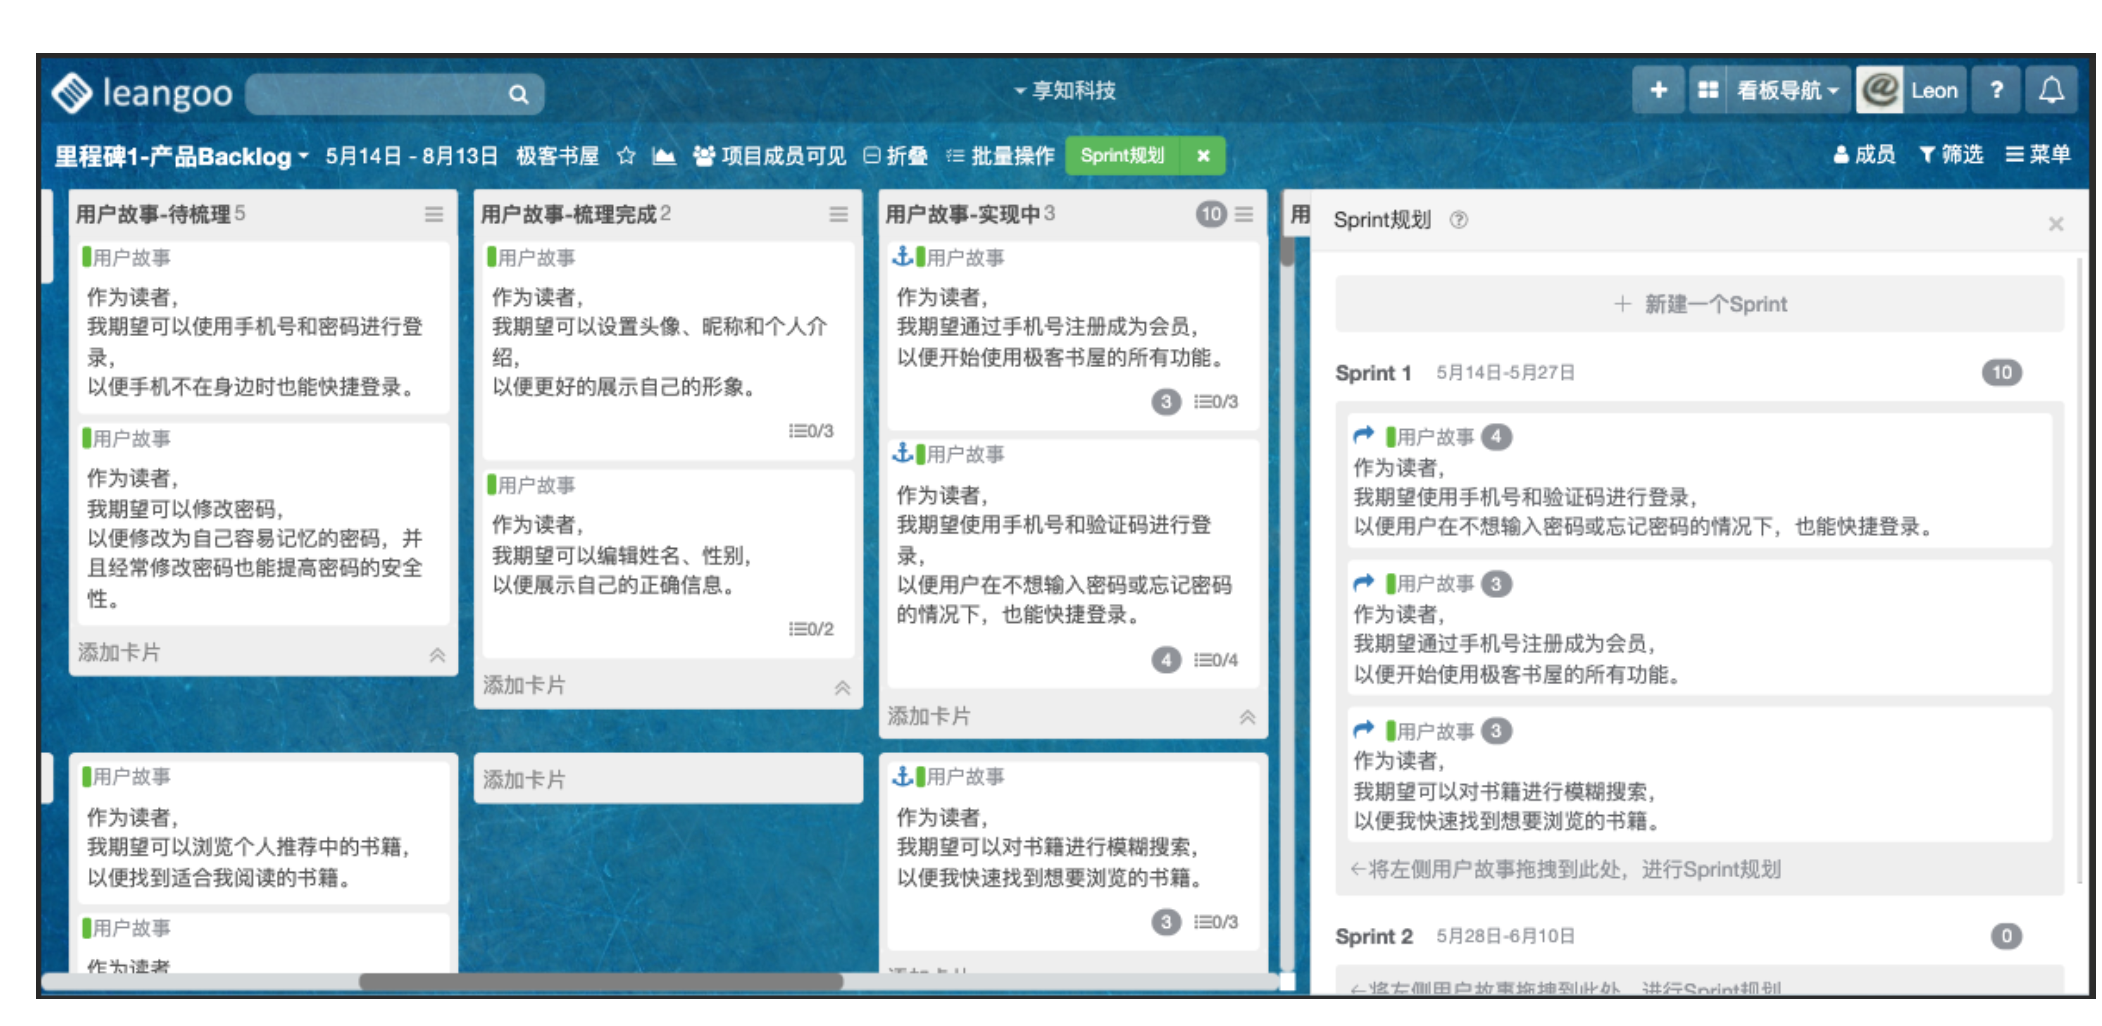 leangoo
享知科技
看板导航
Leon
?
里程碑1-产品Backlog
5月14日 - 8月13日
极客书屋
项目成员可见
折叠
批量操作
Sprint规划
成员
筛选
菜单
用户故事-待梳理 5
用户故事
作为读者，
我期望可以使用手机号和密码进行登
录，
以便手机不在身边时也能快捷登录。
用户故事
作为读者，
我期望可以修改密码，
以便修改为自己容易记忆的密码，并
且经常修改密码也能提高密码的安全
性。
添加卡片
用户故事
作为读者，
我期望可以浏览个人推荐中的书籍，
以便找到适合我阅读的书籍。
用户故事
作为读者
用户故事-梳理完成 2
用户故事
作为读者，
我期望可以设置头像、昵称和个人介
绍，
以便更好的展示自己的形象。
0/3
用户故事
作为读者，
我期望可以编辑姓名、性别，
以便展示自己的正确信息。
0/2
添加卡片
添加卡片
用户故事-实现中 3
10
用户故事
作为读者，
我期望通过手机号注册成为会员，
以便开始使用极客书屋的所有功能。
3 0/3
用户故事
作为读者，
我期望使用手机号和验证码进行登
录，
以便用户在不想输入密码或忘记密码
的情况下，也能快捷登录。
4 0/4
添加卡片
用户故事
作为读者，
我期望可以对书籍进行模糊搜索，
以便我快速找到想要浏览的书籍。
3 0/3
用
Sprint规划 ?
+ 新建一个Sprint
Sprint 1 5月14日-5月27日 10
用户故事 4
作为读者，
我期望使用手机号和验证码进行登录，
以便用户在不想输入密码或忘记密码的情况下，也能快捷登录。
用户故事 3
作为读者，
我期望通过手机号注册成为会员，
以便开始使用极客书屋的所有功能。
用户故事 3
作为读者，
我期望可以对书籍进行模糊搜索，
以便我快速找到想要浏览的书籍。
←将左侧用户故事拖拽到此处，进行Sprint规划
Sprint 2 5月28日-6月10日 0
←将左侧用户故事拖拽到此处，进行Sprint规划